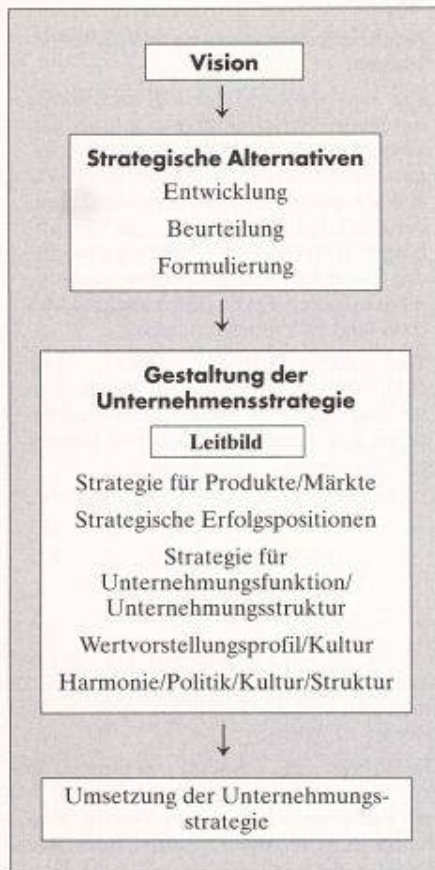 Vision
↓
Strategische Alternativen
Entwicklung
Beurteilung
Formulierung
↓
Gestaltung der
Unternehmensstrategie
Leitbild
Strategie für Produkte/Märkte
Strategische Erfolgspositionen
Strategie für
Unternehmungsfunktion/
Unternehmungsstruktur
Wertvorstellungsprofil/Kultur
Harmonie/Politik/Kultur/Struktur
↓
Umsetzung der Unternehmungs-
strategie